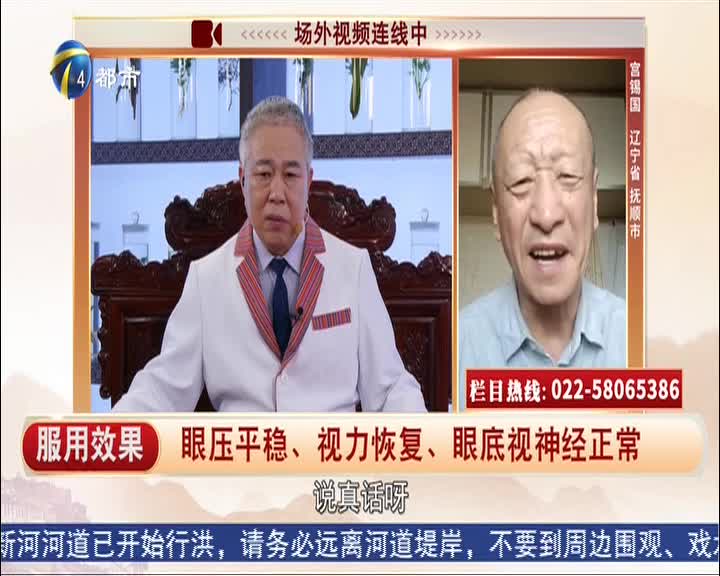 场外视频连线中
4 都市
宫锡国 辽宁省 抚顺市
栏目热线: 022-58065386
服用效果
眼压平稳、视力恢复、眼底视神经正常
说真话呀
新河河道已开始行洪，请务必远离河道堤岸，不要到周边围观、戏水